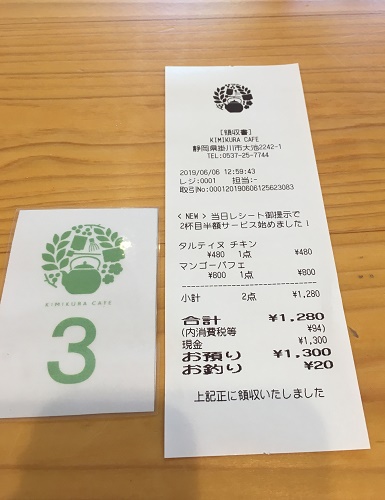 KIMIKURA CAFE
3
[領収書]
KIMIKURA CAFE
静岡県掛川市大池2242-1
TEL:0537-25-7744
2019/06/06 12:59:43
レジ:0001 担当:-
取引No:0001201906061256230​83
< NEW > 当日レシート御提示で
2杯目半額サービス始めました!
タルティヌ チキン
¥480 1点 ¥480
マンゴーパフェ
¥800 1点 ¥800
小計 2点 ¥1,280
合計 ¥1,280
(内消費税等 ¥94)
現金 ¥1,300
お預り ¥1,300
お釣り ¥20
上記正に領収いたしました